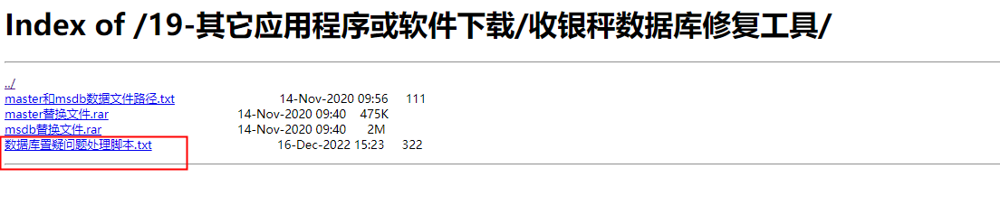 Index of /19-其它应用程序或软件下载/收银秤数据库修复工具/
../
master和msdb数据文件路径.txt 14-Nov-2020 09:56 111
master替换文件.rar 14-Nov-2020 09:40 475K
msdb替换文件.rar 14-Nov-2020 09:40 2M
数据库置疑问题处理脚本.txt 16-Dec-2022 15:23 322